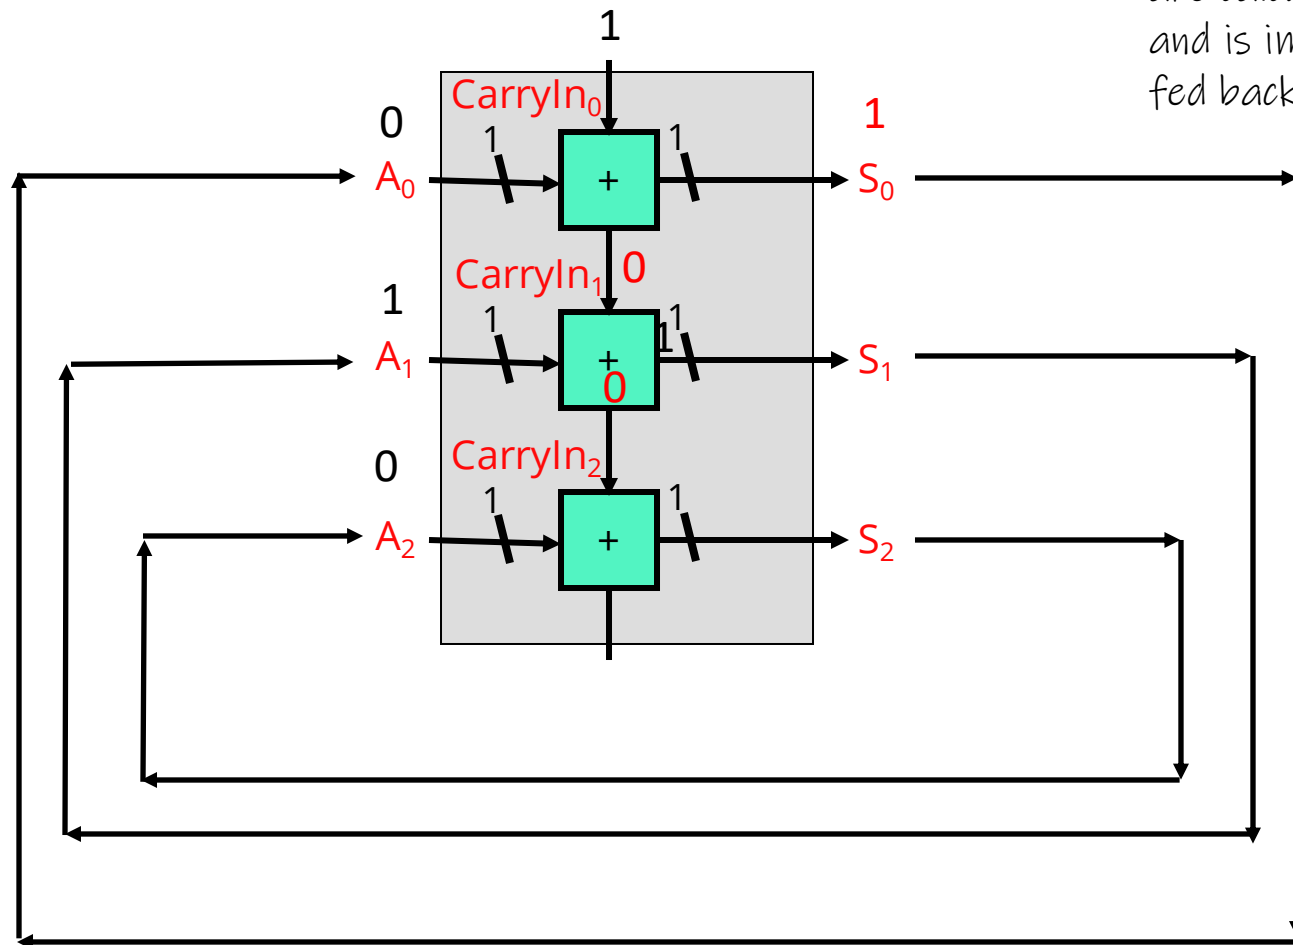 and is in
fed back
1
CarryIn₀
0
1
1
1
A₀
+
S₀
CarryIn₁
0
1
1
1
1
A₁
+
S₁
0
CarryIn₂
0
1
1
A₂
+
S₂